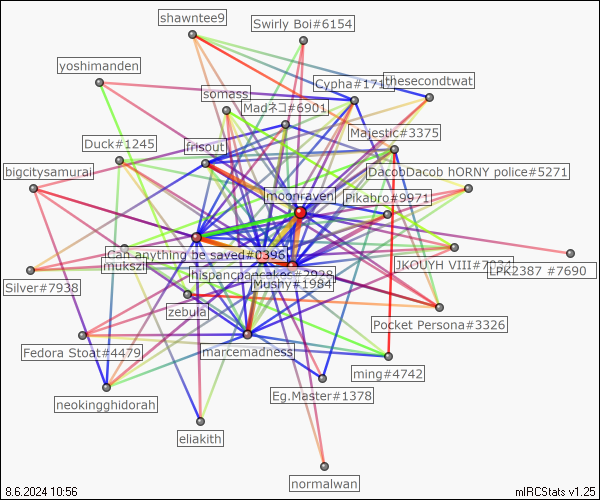 shawntee9
Swirly Boi#6154
yoshimanden
Cypha#171
thesecondtwat
somass
Madネコ#6901
Majestic#3375
Duck#1245
frisout
bigcitysamurai
DacobDacob hORNY police#5271
moonraven
Pikabro#9971
Can anything be saved#0396
mukszi
JKOUYH VIII
LPK2387 #7690
Silver#7938
Mushy#1984
zebula
Pocket Persona#3326
Fedora Stoat#4479
marcemadness
ming#4742
neokingghidorah
Eg.Master#1378
eliakith
normalwan
8.6.2024 10:56
mIRCStats v1.25